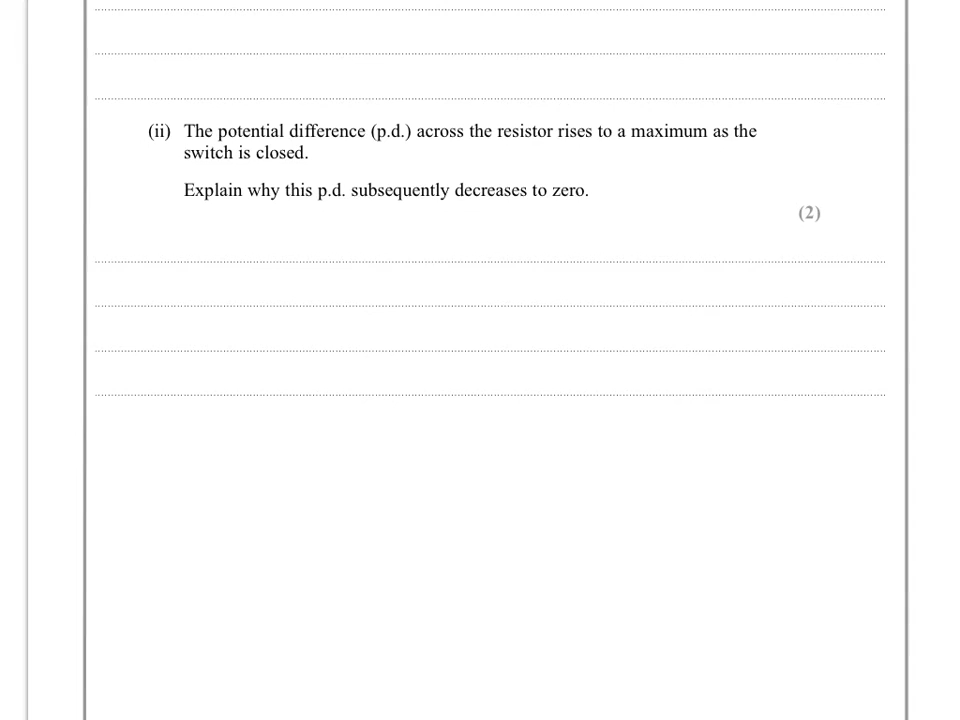 (ii) The potential difference (p.d.) across the resistor rises to a maximum as the
switch is closed.
Explain why this p.d. subsequently decreases to zero.
(2)